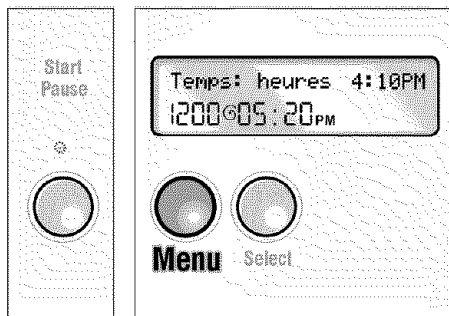 Start
Pause
Temps: heures 4:10PM
1200 05:20PM
Menu
Select